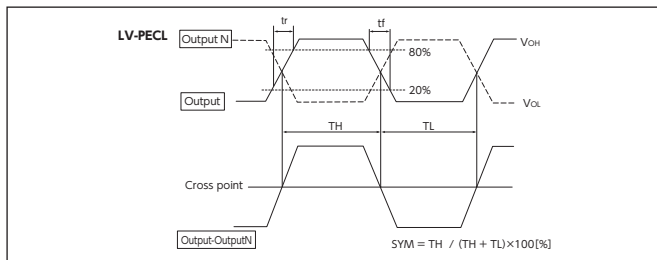 LV-PECL
Output N
tr
tf
VOH
80%
20%
Output
VOL
TH
TL
Cross point
Output-OutputN
SYM = TH / (TH + TL)×100[%]